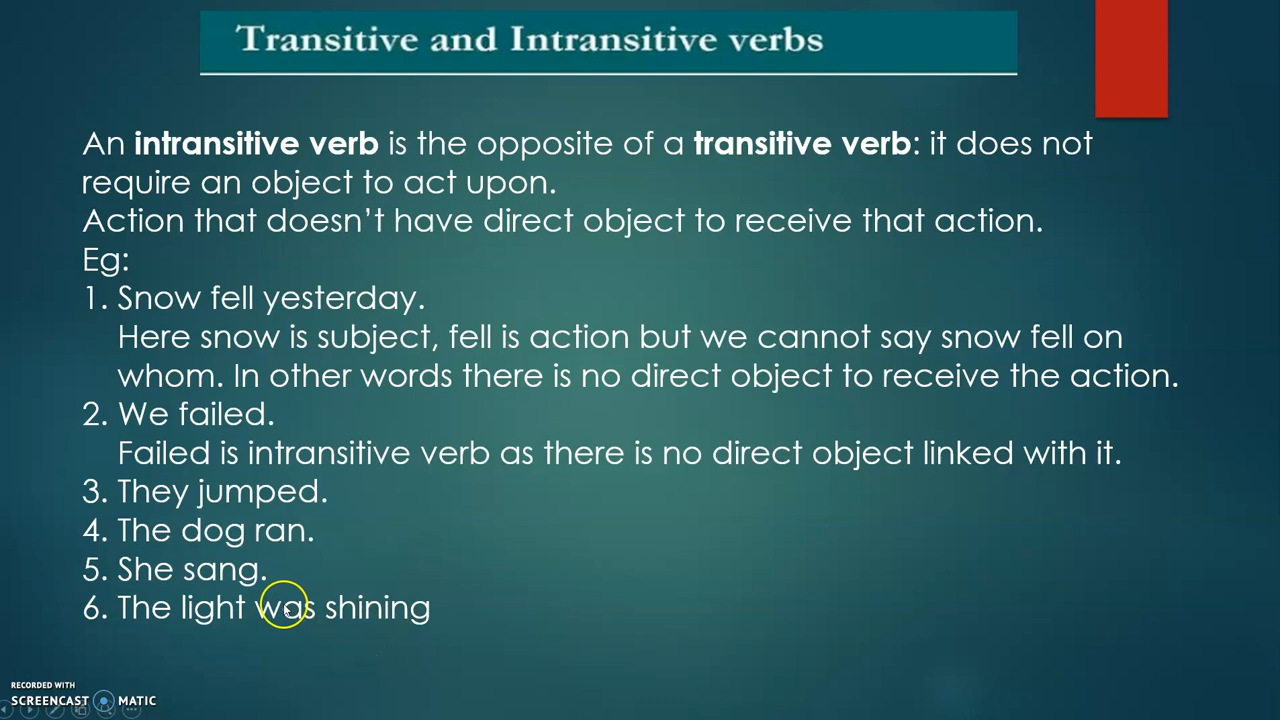 Transitive and Intransitive verbs
An intransitive verb is the opposite of a transitive verb: it does not
require an object to act upon.
Action that doesn’t have direct object to receive that action.
Eg:
1. Snow fell yesterday.
Here snow is subject, fell is action but we cannot say snow fell on
whom. In other words there is no direct object to receive the action.
2. We failed.
Failed is intransitive verb as there is no direct object linked with it.
3. They jumped.
4. The dog ran.
5. She sang.
6. The light was shining
RECORDED WITH
SCREENCAST MATIC